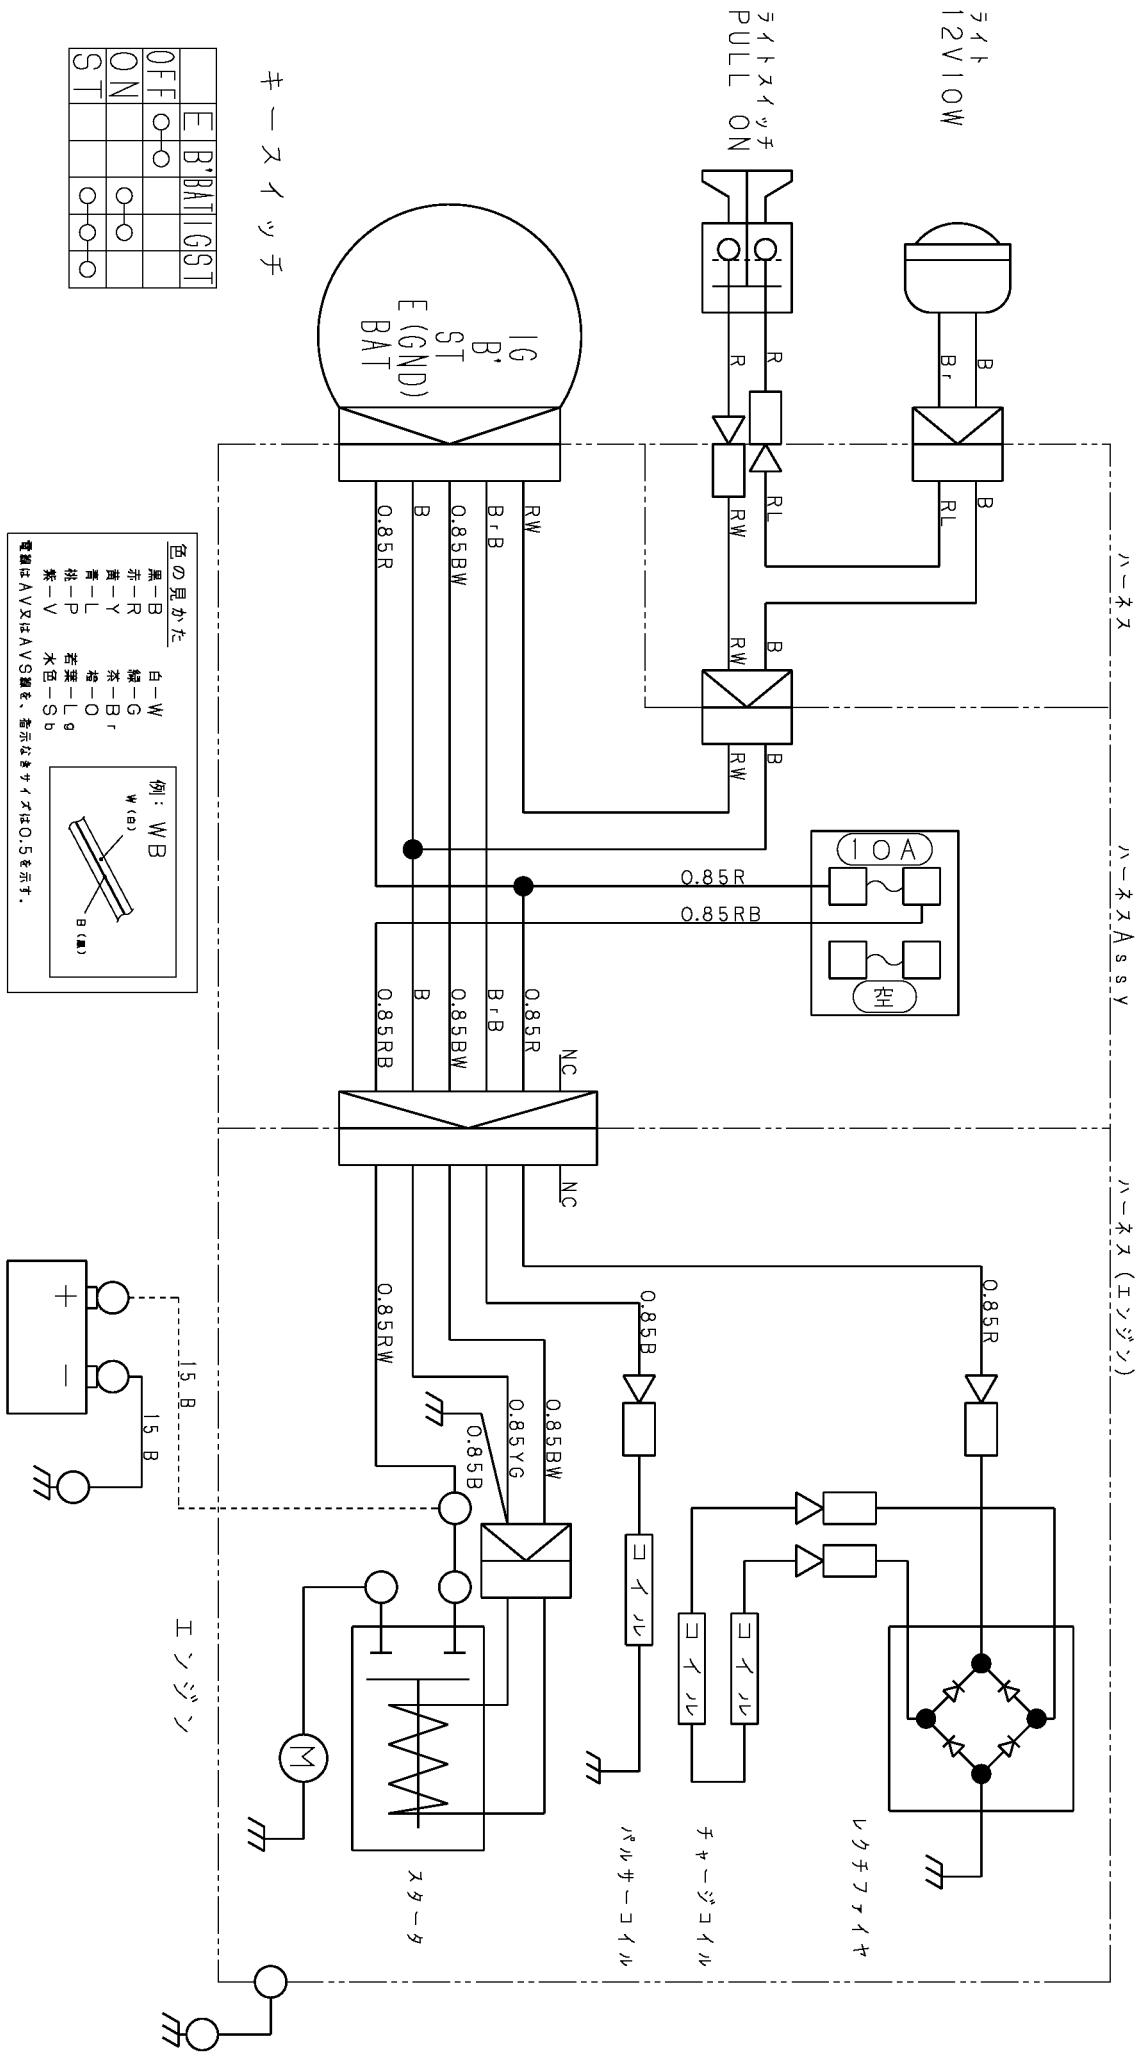 ライト
12V10W
ライトスイッチ
PULL ON
キースイッチ
E B' BAT IG ST
OFF
ON
ST
IG
B'
ST
E(GND)
BAT
B
Br
R
R
ハーネス
B
RL
RL
RW
B
RW
RW
BrB
0.85BW
B
0.85R
B
RW
色の見かた
黒－B 白－W
赤－R 緑－G
黄－Y 茶－Br
青－L 橙－O
桃－P 若葉－Lg
紫－V 水色－Sb
電線はAV又はAVS線を、指示なきサイズは0.5を示す。
例：WB
W(白)
B(黒)
ハーネスAssy
10A
空
0.85R
0.85RB
NC
0.85R
BrB
0.85BW
B
0.85RB
ハーネス(エンジン)
NC
0.85R
0.85B
0.85RW
0.85BW
0.85YG
0.85B
＋
－
15 B
15 B
コイル
コイル
コイル
M
エンジン
レクチファイヤ
チャージコイル
パルサーコイル
スタータ